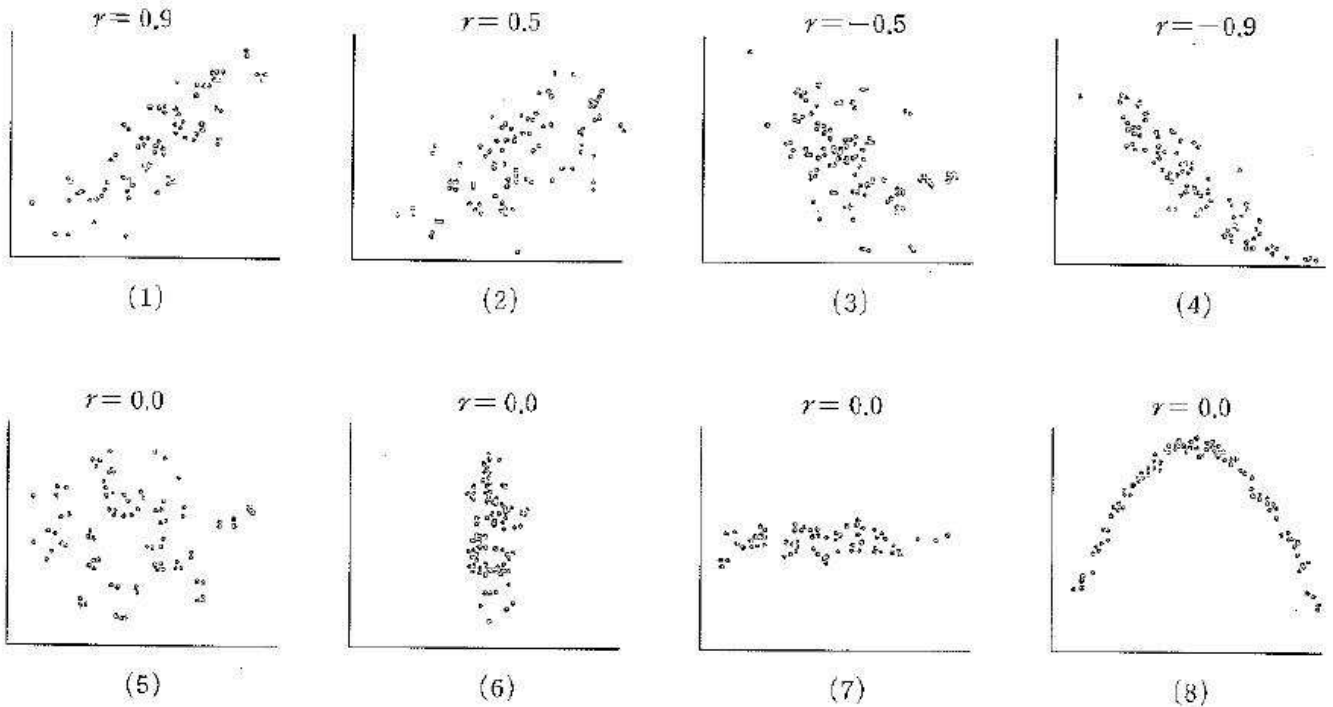 r = 0.9
r = 0.5
r = −0.5
r = −0.9
(1)
(2)
(3)
(4)
r = 0.0
r = 0.0
r = 0.0
r = 0.0
(5)
(6)
(7)
(8)